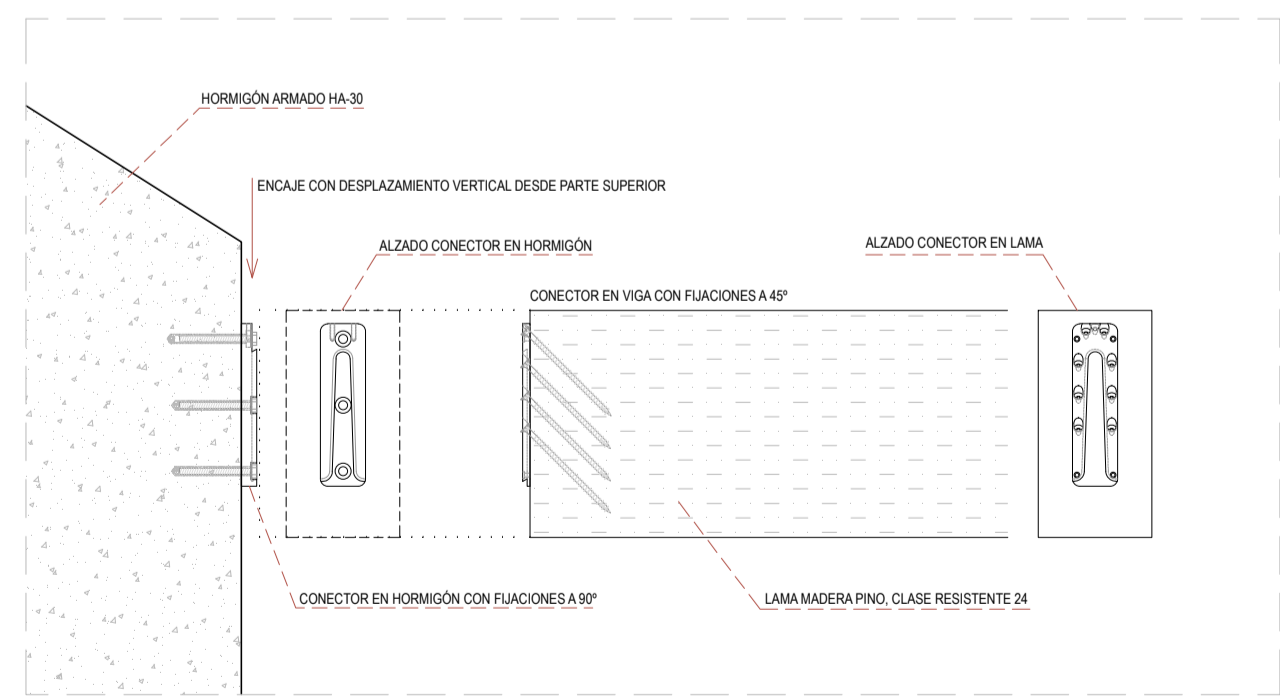 HORMIGÓN ARMADO HA-30
ENCAJE CON DESPLAZAMIENTO VERTICAL DESDE PARTE SUPERIOR
ALZADO CONECTOR EN HORMIGÓN
ALZADO CONECTOR EN LAMA
CONECTOR EN VIGA CON FIJACIONES A 45º
CONECTOR EN HORMIGÓN CON FIJACIONES A 90º
LAMA MADERA PINO, CLASE RESISTENTE 24